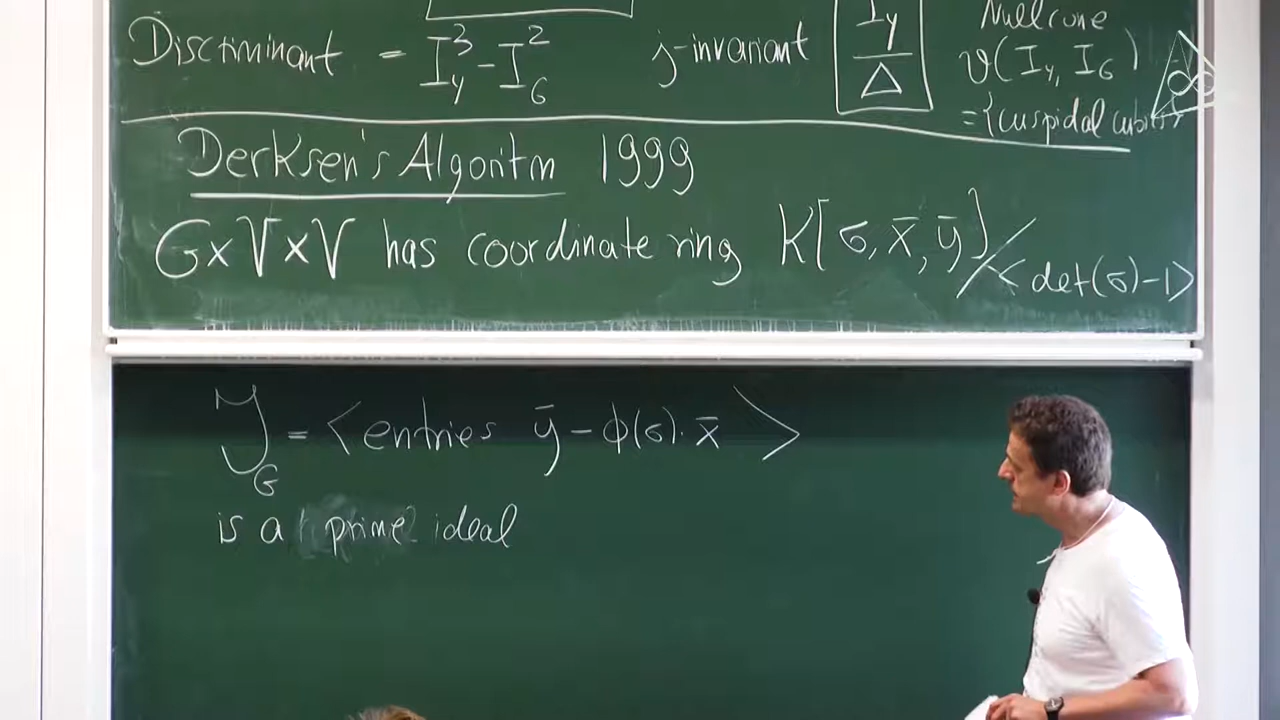 Discriminant = I₄³ - I₆² j-invariant I₄/Δ Nullcone
𝒱(I₄, I₆)
={cuspidal cubics}
Derksen's Algoritm 1999
G×V×V has coordinate ring K[σ, x̄, ȳ]/<det(σ)-1>
𝒥_G = <entries ȳ - ϕ(σ)·x̄>
is a prime ideal